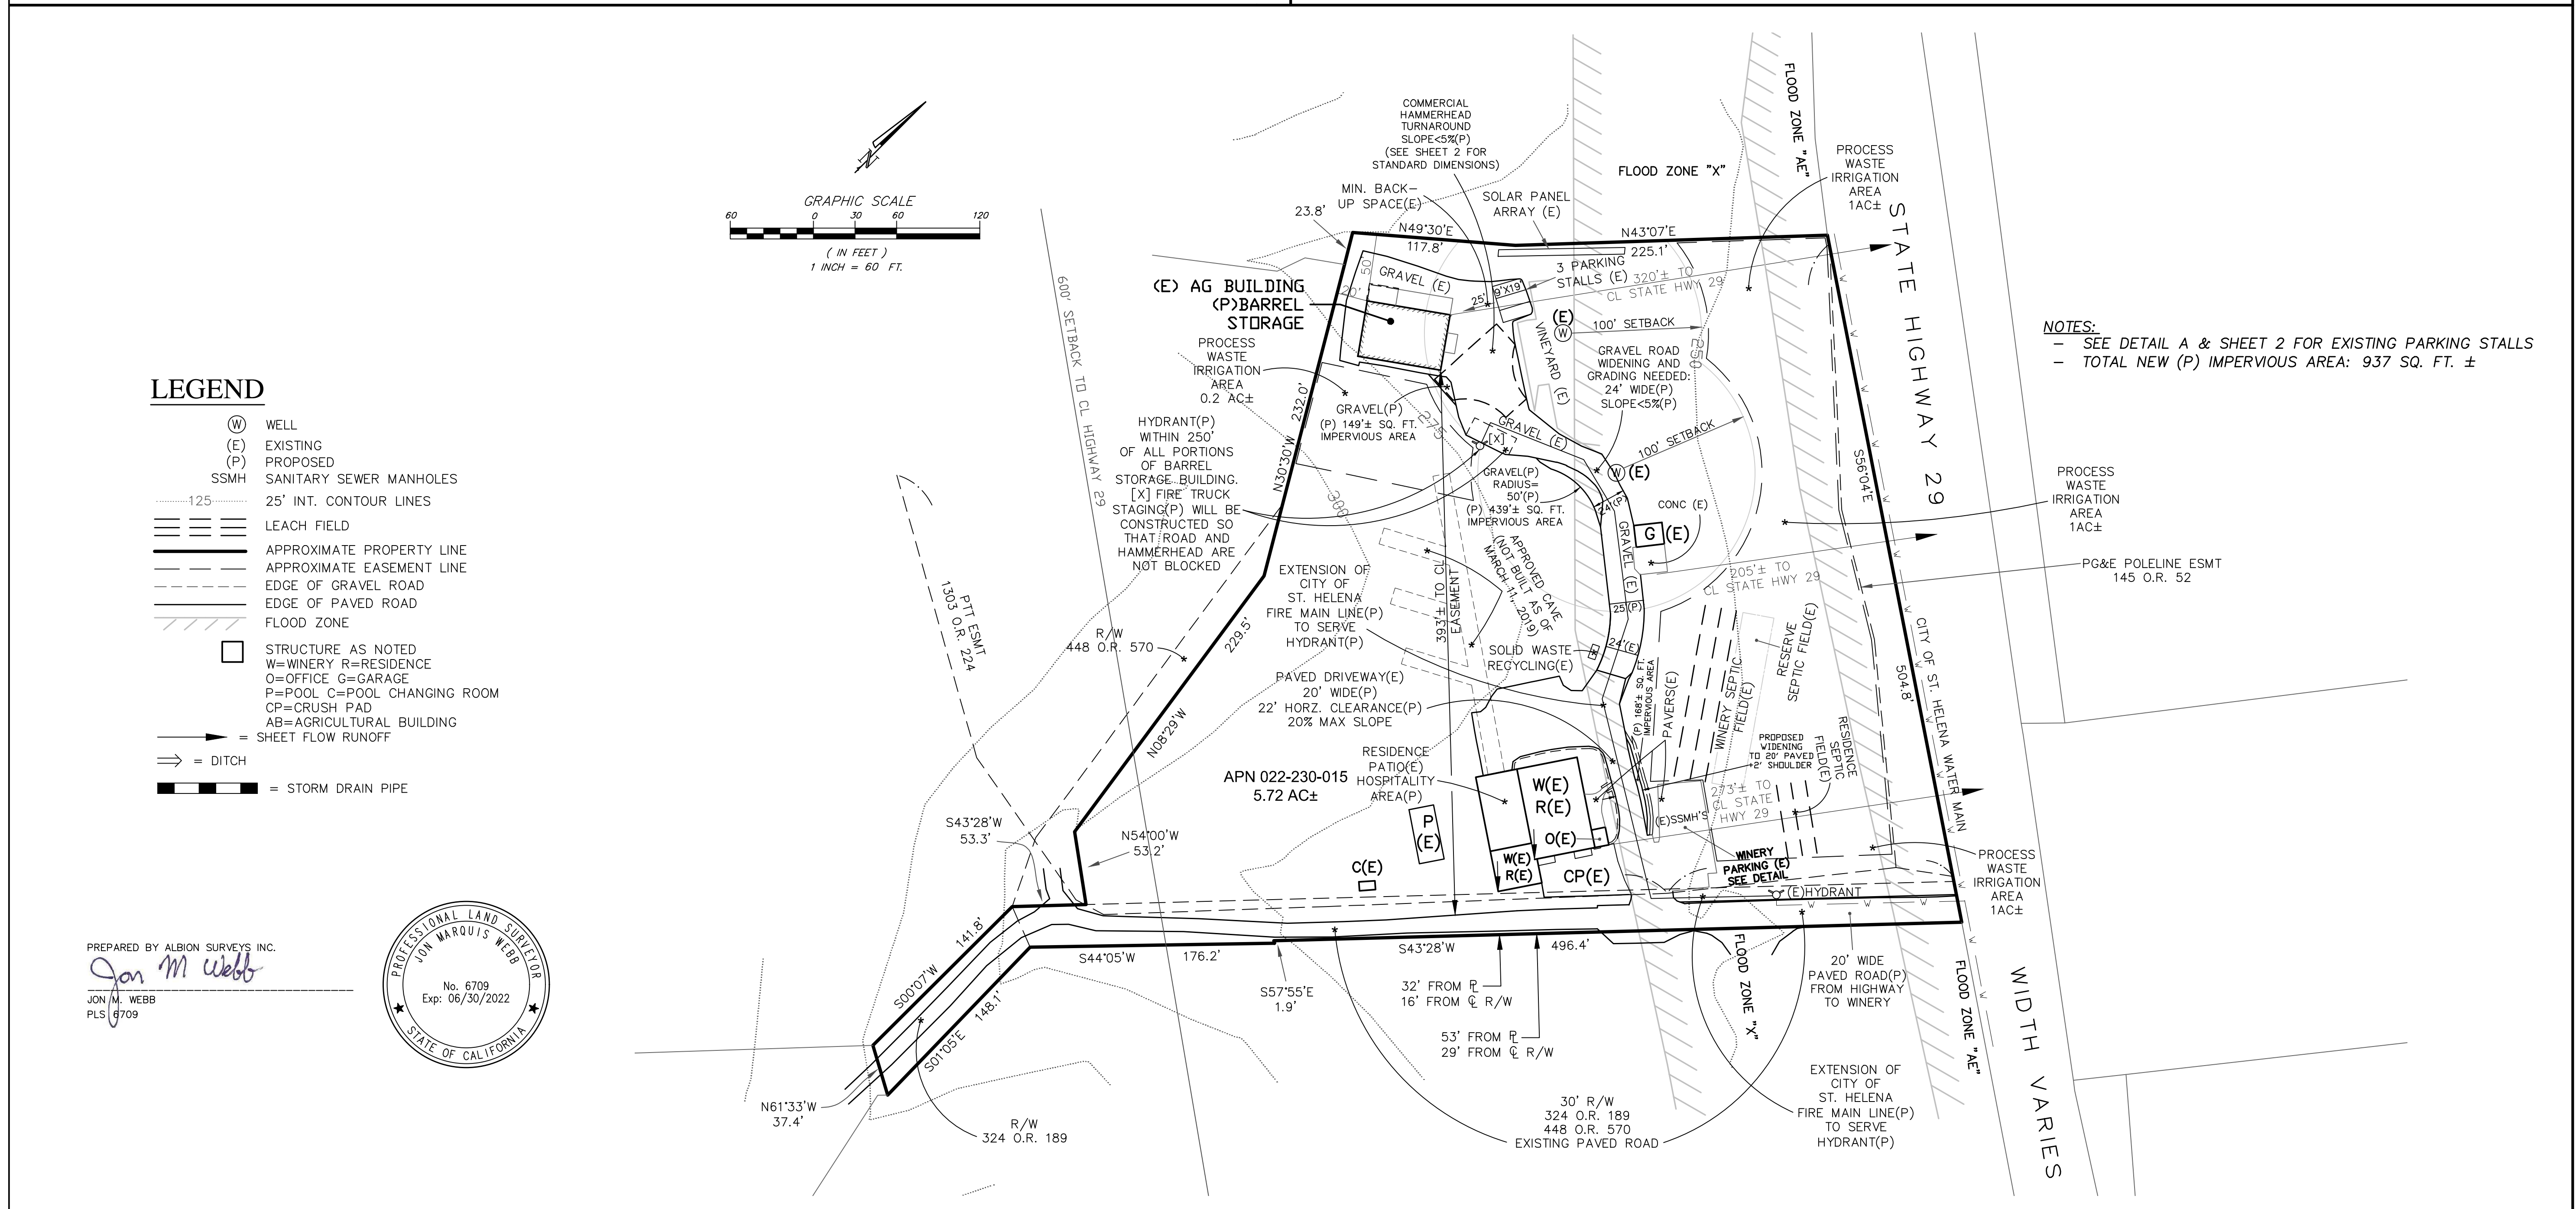 GRAPHIC SCALE
60 0 30 60 120
( IN FEET )
1 INCH = 60 FT.
N
LEGEND
W WELL
(E) EXISTING
(P) PROPOSED
SSMH SANITARY SEWER MANHOLES
125 25' INT. CONTOUR LINES
LEACH FIELD
APPROXIMATE PROPERTY LINE
APPROXIMATE EASEMENT LINE
EDGE OF GRAVEL ROAD
EDGE OF PAVED ROAD
FLOOD ZONE
STRUCTURE AS NOTED
W=WINERY R=RESIDENCE
O=OFFICE G=GARAGE
P=POOL C=POOL CHANGING ROOM
CP=CRUSH PAD
AB=AGRICULTURAL BUILDING
= SHEET FLOW RUNOFF
= DITCH
= STORM DRAIN PIPE
PREPARED BY ALBION SURVEYS INC.
Jon M Webb
JON M. WEBB
PLS 6709
PROFESSIONAL LAND SURVEYOR
JON MARQUIS WEBB
No. 6709
Exp: 06/30/2022
STATE OF CALIFORNIA
600' SETBACK TO CL HIGHWAY 29
PTT ESMT
1303 O.R. 224
R/W
448 O.R. 570
COMMERCIAL
HAMMERHEAD
TURNAROUND
SLOPE<5%(P)
(SEE SHEET 2 FOR
STANDARD DIMENSIONS)
MIN. BACK-
UP SPACE(E)
SOLAR PANEL
ARRAY (E)
23.8'
N49°30'E
117.8'
N43°07'E
225.1'
FLOOD ZONE "X"
FLOOD ZONE "AE"
PROCESS
WASTE
IRRIGATION
AREA
1AC±
STATE HIGHWAY 29
(E) AG BUILDING
(P)BARREL
STORAGE
50
20'
GRAVEL (E)
25'
9'X19'
3 PARKING
STALLS (E)
320'± TO
CL STATE HWY 29
(E)
W
100' SETBACK
VINEYARD (E)
250
PROCESS
WASTE
IRRIGATION
AREA
0.2 AC±
GRAVEL ROAD
WIDENING AND
GRADING NEEDED:
24' WIDE(P)
SLOPE<5%(P)
NOTES:
- SEE DETAIL A & SHEET 2 FOR EXISTING PARKING STALLS
- TOTAL NEW (P) IMPERVIOUS AREA: 937 SQ. FT. ±
232.0'
N30°30'W
GRAVEL(P)
(P) 149'± SQ. FT.
IMPERVIOUS AREA
275
300
HYDRANT(P)
WITHIN 250'
OF ALL PORTIONS
OF BARREL
STORAGE BUILDING.
[X] FIRE TRUCK
STAGING(P) WILL BE
CONSTRUCTED SO
THAT ROAD AND
HAMMERHEAD ARE
NOT BLOCKED
[X]
GRAVEL (E)
100' SETBACK
W (E)
GRAVEL(P)
RADIUS=
50'(P)
(P) 439'± SQ. FT.
IMPERVIOUS AREA
24'(P)
CONC (E)
G (E)
GRAVEL (E)
S56°04'E
504.8'
PROCESS
WASTE
IRRIGATION
AREA
1AC±
PG&E POLELINE ESMT
145 O.R. 52
205'± TO
CL STATE HWY 29
APPROVED CAVE
(NOT BUILT AS OF
MARCH 11, 2019)
393'± TO CL
EASEMENT
EXTENSION OF
CITY OF
ST. HELENA
FIRE MAIN LINE(P)
TO SERVE
HYDRANT(P)
25'(P)
24'(E)
SOLID WASTE
RECYCLING(E)
229.5'
N08°29'W
PAVED DRIVEWAY(E)
20' WIDE(P)
22' HORZ. CLEARANCE(P)
20% MAX SLOPE
(P) 168'± SQ. FT.
IMPERVIOUS AREA
PAVERS(E)
WINERY SEPTIC
FIELD(E)
RESERVE
SEPTIC FIELD(E)
RESIDENCE
SEPTIC
FIELD(E)
CITY OF ST. HELENA WATER MAIN
PROPOSED
WIDENING
TO 20' PAVED
+2' SHOULDER
273'± TO
CL STATE
HWY 29
RESIDENCE
PATIO(E)
HOSPITALITY
AREA(P)
APN 022-230-015
5.72 AC±
W(E)
R(E)
O(E)
W(E)
R(E)
CP(E)
P
(E)
C(E)
(E)SSMH'S
WINERY
PARKING (E)
SEE DETAIL
(E)HYDRANT
PROCESS
WASTE
IRRIGATION
AREA
1AC±
S43°28'W
53.3'
N54°00'W
53.2'
141.8'
S00°07'W
148.1'
S01°05'E
N61°33'W
37.4'
R/W
324 O.R. 189
S44°05'W 176.2'
S57°55'E
1.9'
S43°28'W 496.4'
32' FROM PL
16' FROM CL R/W
53' FROM PL
29' FROM CL R/W
30' R/W
324 O.R. 189
448 O.R. 570
EXISTING PAVED ROAD
FLOOD ZONE "X"
20' WIDE
PAVED ROAD(P)
FROM HIGHWAY
TO WINERY
EXTENSION OF
CITY OF
ST. HELENA
FIRE MAIN LINE(P)
TO SERVE
HYDRANT(P)
FLOOD ZONE "AE"
WIDTH VARIES